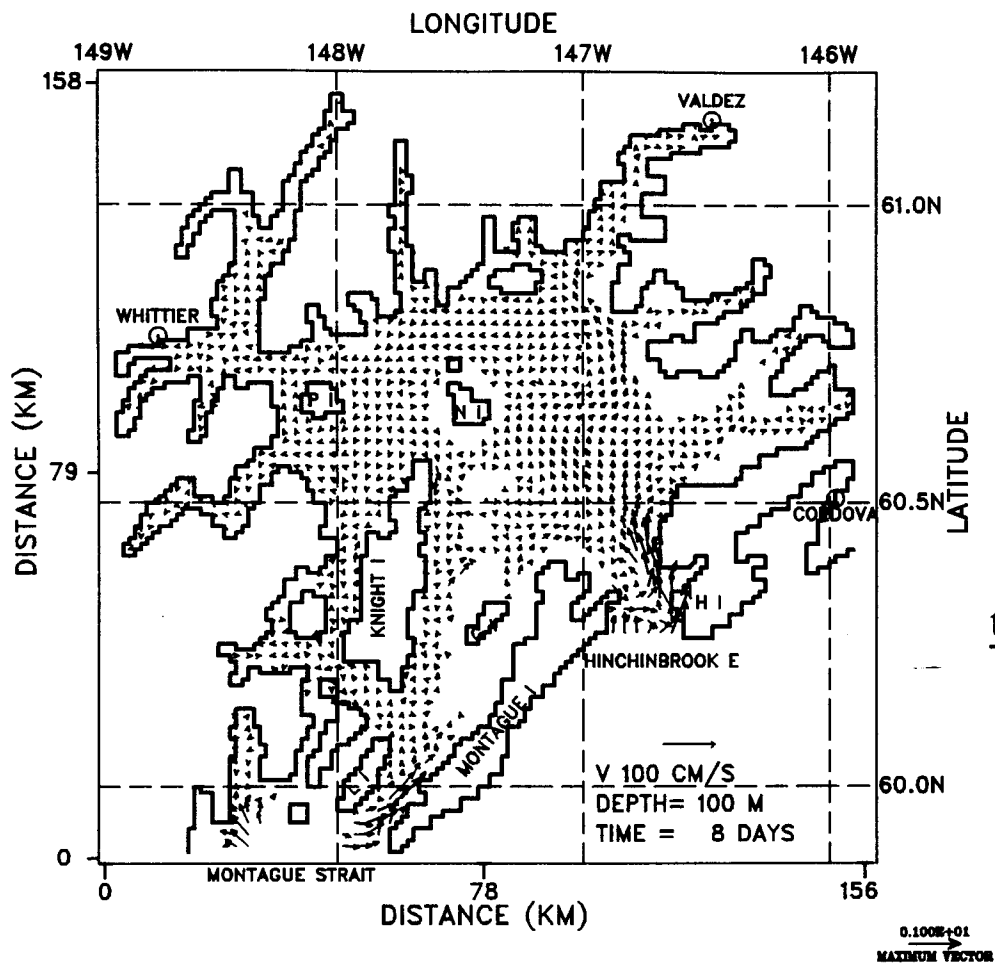 LONGITUDE
149W 148W 147W 146W
158
VALDEZ
61.0N
WHITTIER
P I
N I
79
DISTANCE (KM)
60.5N
LATITUDE
CORDOVA
KNIGHT I
H I
HINCHINBROOK E
MONTAGUE I
V 100 CM/S
60.0N
DEPTH= 100 M
TIME = 8 DAYS
0
MONTAGUE STRAIT
0 78 156
DISTANCE (KM)
0.100E+01
MAXIMUM VECTOR